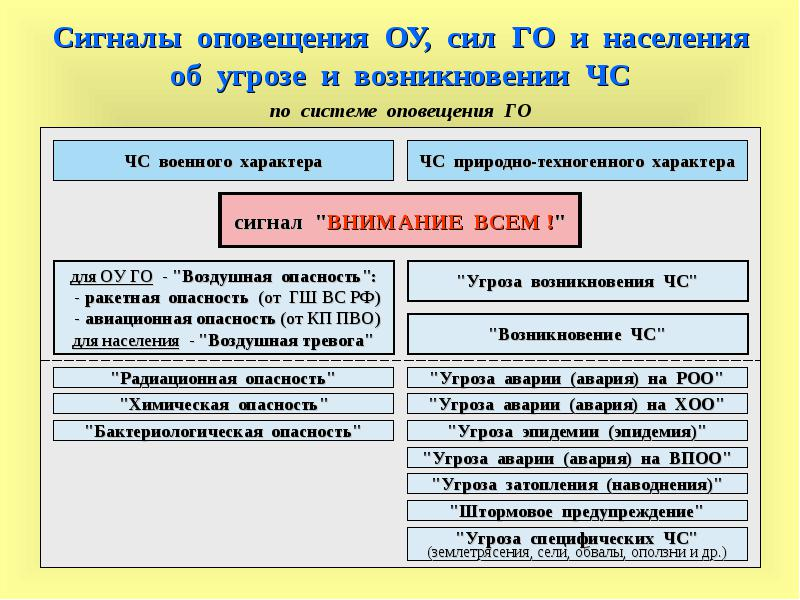 Сигналы оповещения ОУ, сил ГО и населения
об угрозе и возникновении ЧС
по системе оповещения ГО
ЧС военного характера
ЧС природно-техногенного характера
сигнал "ВНИМАНИЕ ВСЕМ !"
для ОУ ГО - "Воздушная опасность":
- ракетная опасность (от ГШ ВС РФ)
- авиационная опасность (от КП ПВО)
для населения - "Воздушная тревога"
"Угроза возникновения ЧС"
"Возникновение ЧС"
"Радиационная опасность"
"Химическая опасность"
"Бактериологическая опасность"
"Угроза аварии (авария) на РОО"
"Угроза аварии (авария) на ХОО"
"Угроза эпидемии (эпидемия)"
"Угроза аварии (авария) на ВПОО"
"Угроза затопления (наводнения)"
"Штормовое предупреждение"
"Угроза специфических ЧС"
(землетрясения, сели, обвалы, оползни и др.)